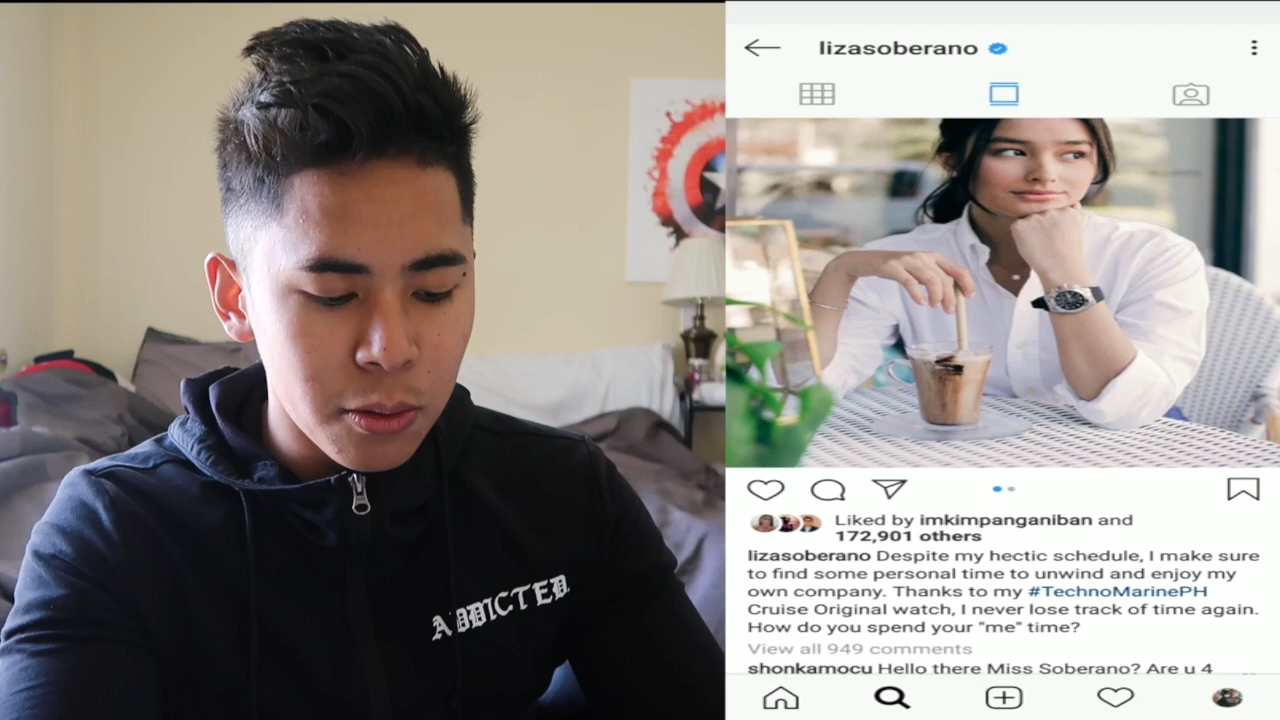 ADDICTED
lizasoberano
Liked by imkimpanganiban and
172,901 others
lizasoberano Despite my hectic schedule, I make sure
to find some personal time to unwind and enjoy my
own company. Thanks to my #TechnoMarinePH
Cruise Original watch, I never lose track of time again.
How do you spend your "me" time?
View all 949 comments
shonkamocu Hello there Miss Soberano? Are u 4